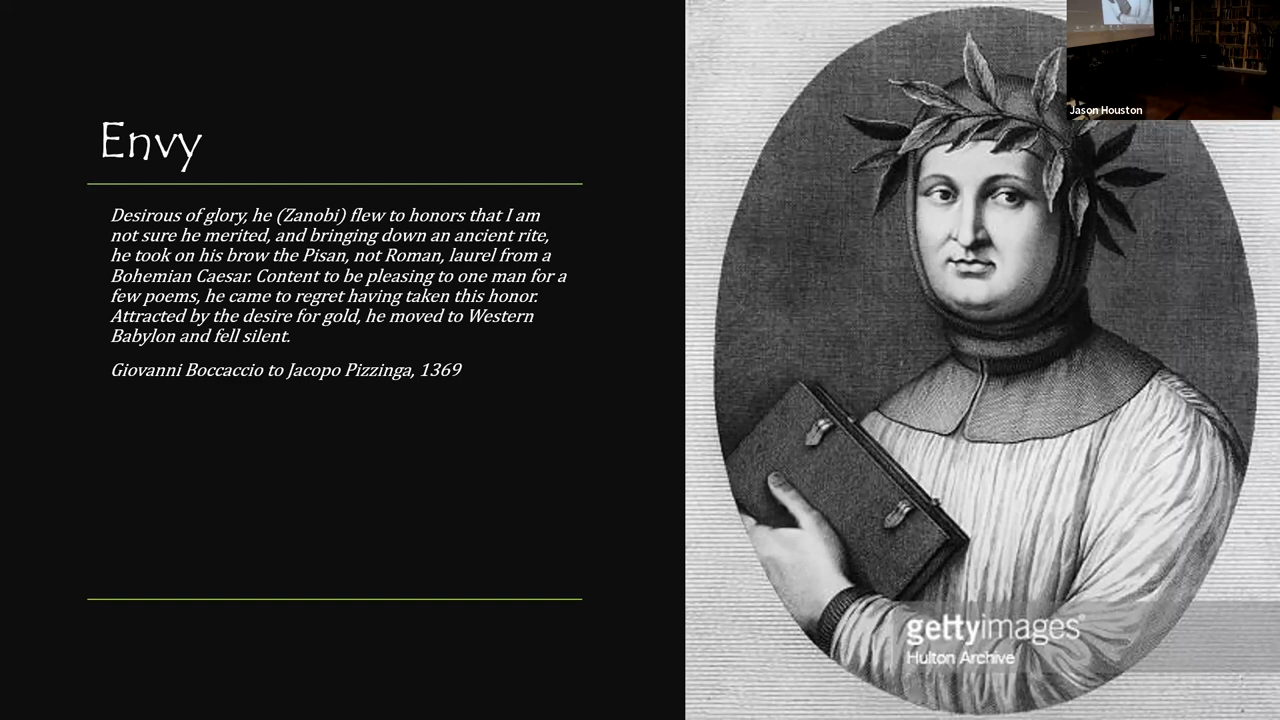 Envy
Desirous of glory, he (Zanobi) flew to honors that I am
not sure he merited, and bringing down an ancient rite,
he took on his brow the Pisan, not Roman, laurel from a
Bohemian Caesar. Content to be pleasing to one man for a
few poems, he came to regret having taken this honor.
Attracted by the desire for gold, he moved to Western
Babylon and fell silent.
Giovanni Boccaccio to Jacopo Pizzinga, 1369
Jason Houston
gettyimages®
Hulton Archive